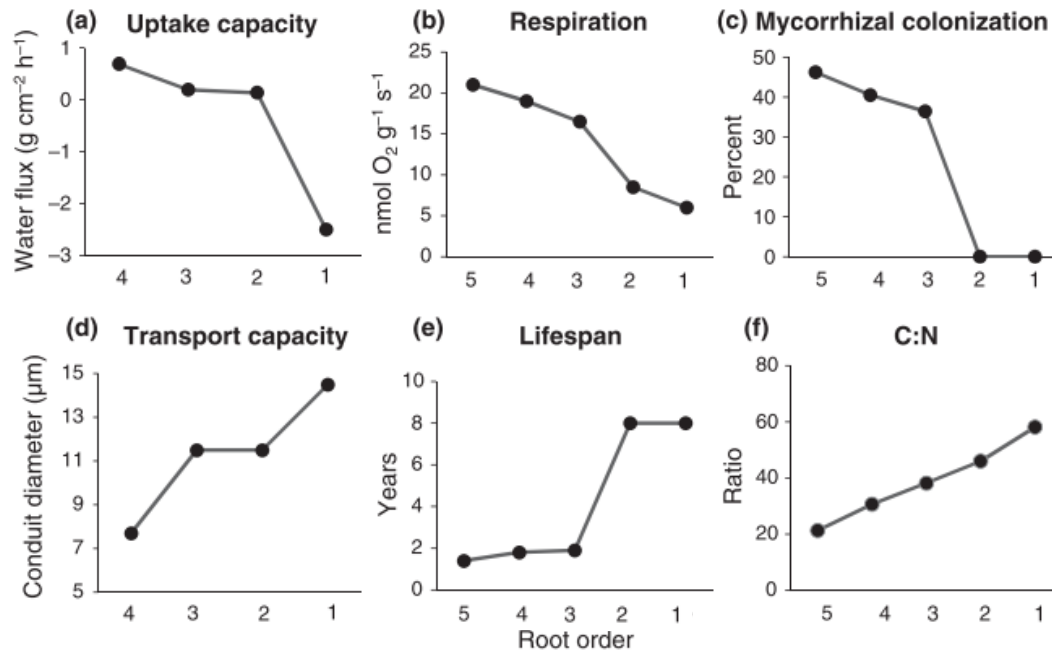 (a) Uptake capacity
Water flux (g cm⁻² h⁻¹)
1
0
–1
–2
–3
4 3 2 1
(b) Respiration
nmol O₂ g⁻¹ s⁻¹
25
20
15
10
5
0
5 4 3 2 1
(c) Mycorrhizal colonization
Percent
50
40
30
20
10
0
5 4 3 2 1
(d) Transport capacity
Conduit diameter (µm)
15
13
11
9
7
5
4 3 2 1
(e) Lifespan
Years
10
8
6
4
2
0
5 4 3 2 1
Root order
(f) C:N
Ratio
80
60
40
20
0
5 4 3 2 1